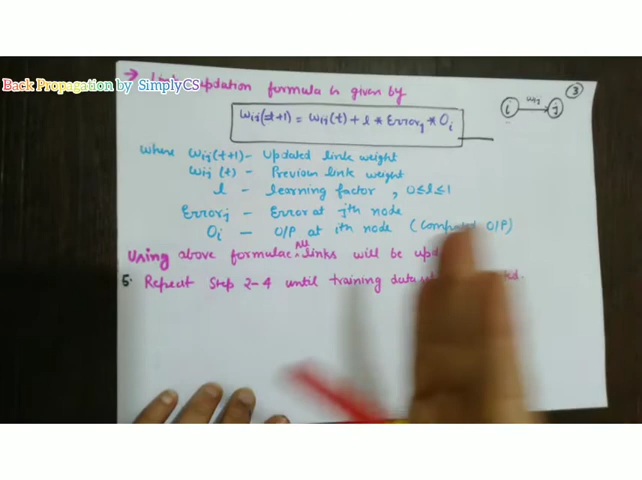 Back Propagation by SimplyCS
→ updation formula is given by
③
i wij j
wij(t+1) = wij(t) + l * Errorj * Oi
where wij(t+1) - Updated link weight
wij(t) - Previous link weight
l - learning factor, 0≤l≤1
Errorj - Error at jth node
Oi - O/P at ith node (Computed O/P)
Using above formulae All links will be
5. Repeat Step 2-4 until training